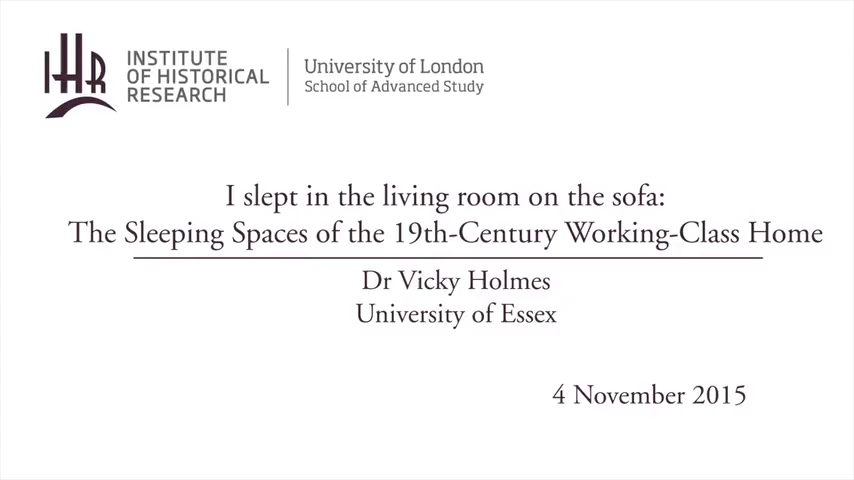 IHR
INSTITUTE
OF HISTORICAL
RESEARCH
University of London
School of Advanced Study
I slept in the living room on the sofa:
The Sleeping Spaces of the 19th-Century Working-Class Home
Dr Vicky Holmes
University of Essex
4 November 2015